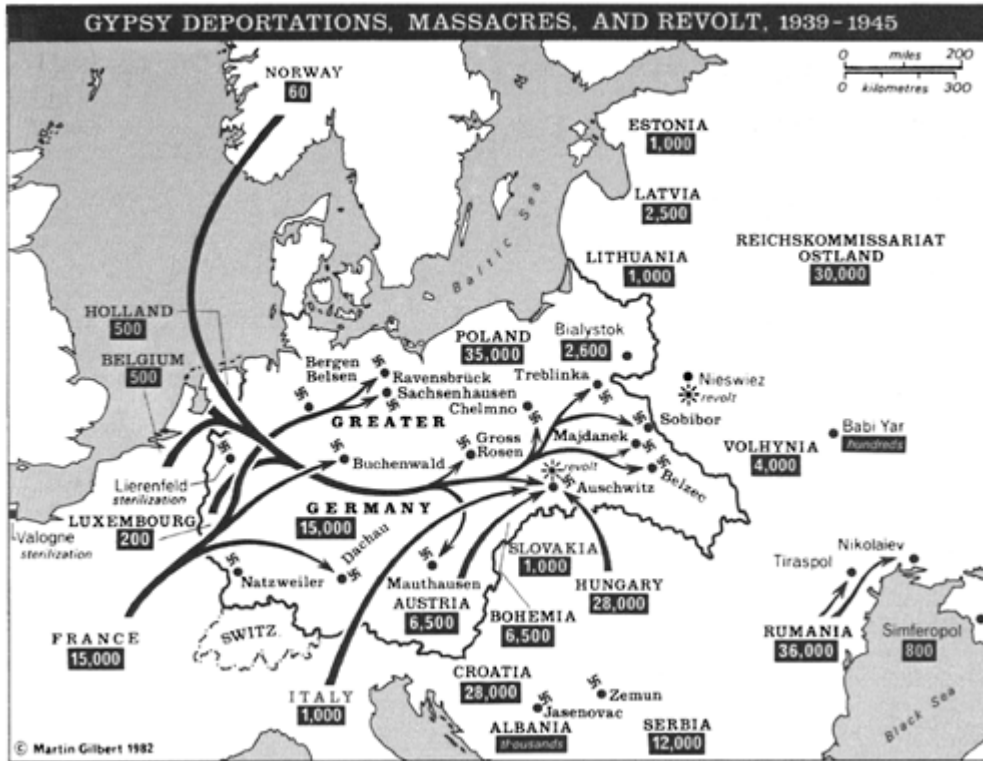 GYPSY DEPORTATIONS, MASSACRES, AND REVOLT, 1939-1945
0 miles 200
0 kilometres 300
NORWAY
60
ESTONIA
1,000
LATVIA
2,500
REICHSKOMMISSARIAT
OSTLAND
30,000
LITHUANIA
1,000
Baltic Sea
HOLLAND
500
BELGIUM
500
POLAND
35,000
Bialystok
2,600
Bergen
Belsen
Ravensbrück
Sachsenhausen
Chelmno
Treblinka
Nieswiez
revolt
GREATER
Sobibor
Babi Yar
hundreds
Gross
Rosen
Majdanek
VOLHYNIA
4,000
Buchenwald
revolt
Belzec
Lierenfeld
sterilization
Auschwitz
GERMANY
15,000
LUXEMBOURG
200
Valogne
sterilization
Dachau
SLOVAKIA
1,000
Nikolaiev
Tiraspol
Natzweiler
Mauthausen
AUSTRIA
6,500
HUNGARY
28,000
BOHEMIA
6,500
FRANCE
15,000
SWITZ.
RUMANIA
36,000
Simferopol
800
CROATIA
28,000
ITALY
1,000
Zemun
Jasenovac
ALBANIA
thousands
SERBIA
12,000
Black Sea
© Martin Gilbert 1982